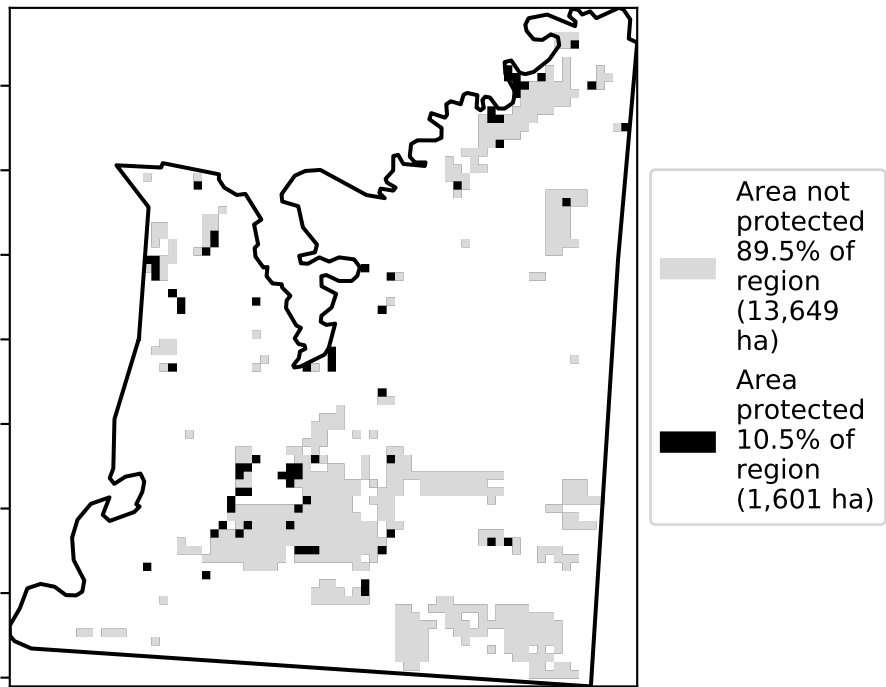 Area not
protected
89.5% of
region
(13,649
ha)
Area
protected
10.5% of
region
(1,601 ha)